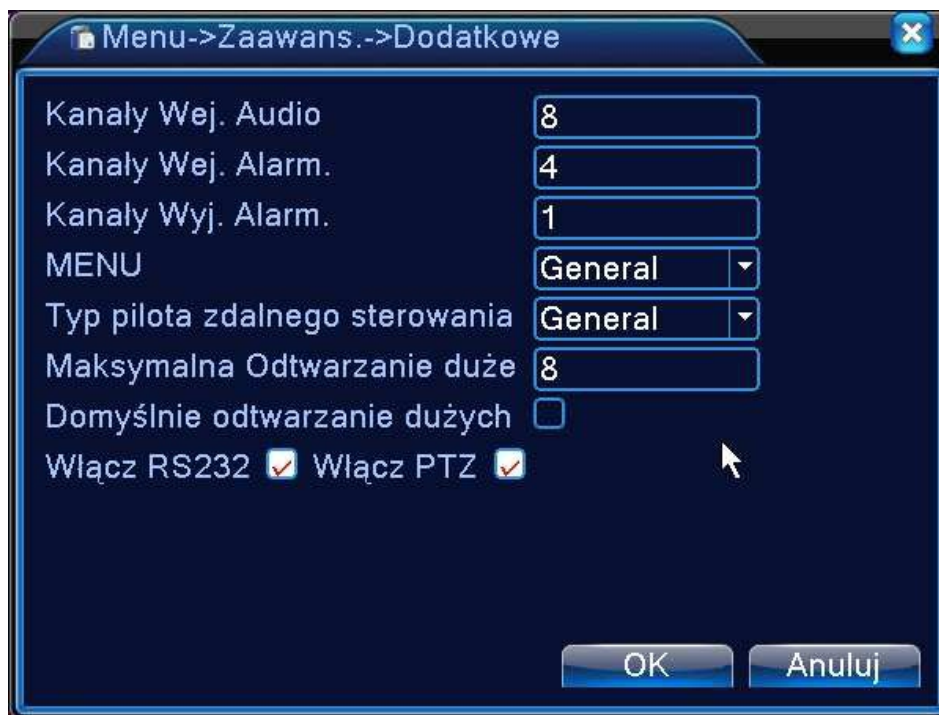 Menu->Zaawans.->Dodatkowe
Kanały Wej. Audio 8
Kanały Wej. Alarm. 4
Kanały Wyj. Alarm. 1
MENU General
Typ pilota zdalnego sterowania General
Maksymalna Odtwarzanie duże 8
Domyślnie odtwarzanie dużych
Włącz RS232 Włącz PTZ
OK Anuluj